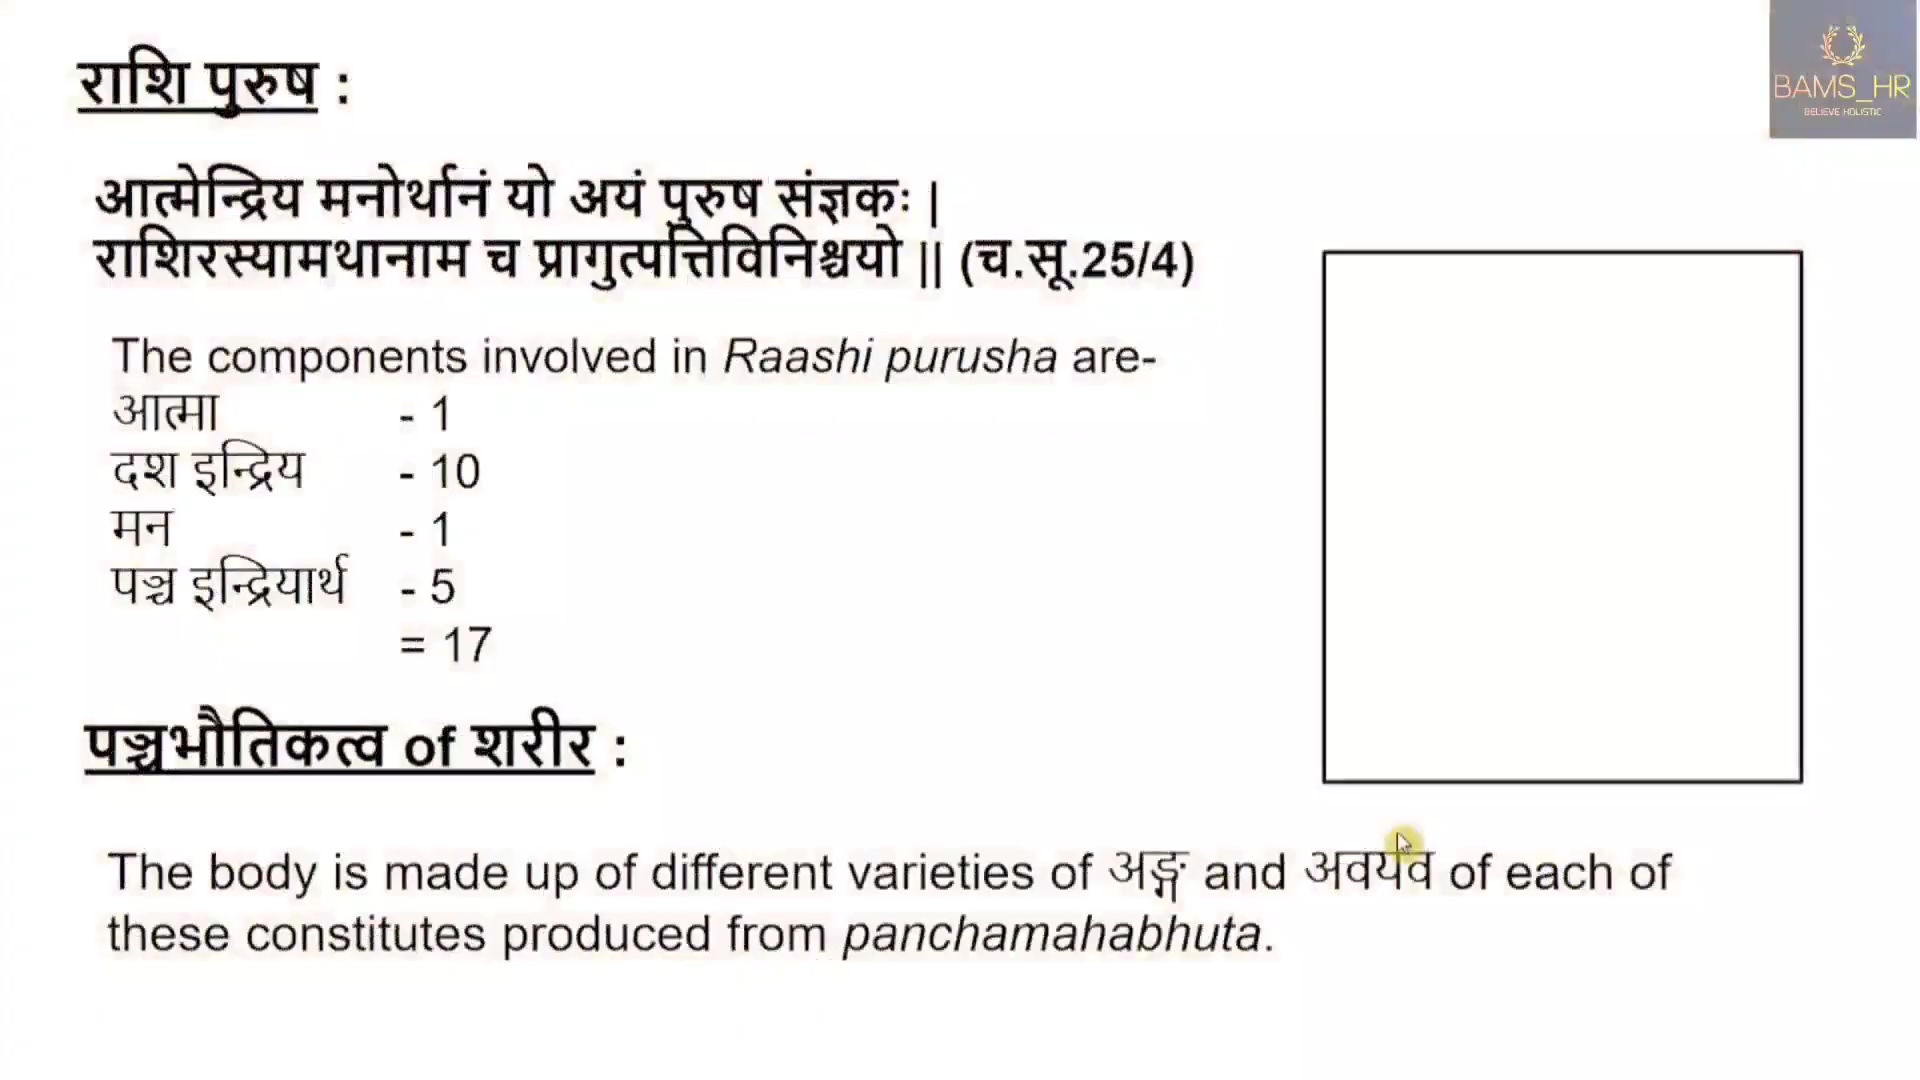 राशि पुरुष :
BAMS_HR
BELIEVE HOLISTIC
आत्मेन्द्रिय मनोर्थानं यो अयं पुरुष संज्ञकः |
राशिरस्यामथानाम च प्रागुत्पत्तिविनिश्चयो || (च.सू.25/4)
The components involved in Raashi purusha are-
आत्मा - 1
दश इन्द्रिय - 10
मन - 1
पञ्च इन्द्रियार्थ - 5
= 17
पञ्चभौतिकत्व of शरीर :
The body is made up of different varieties of अङ्ग and अवयव of each of
these constitutes produced from panchamahabhuta.